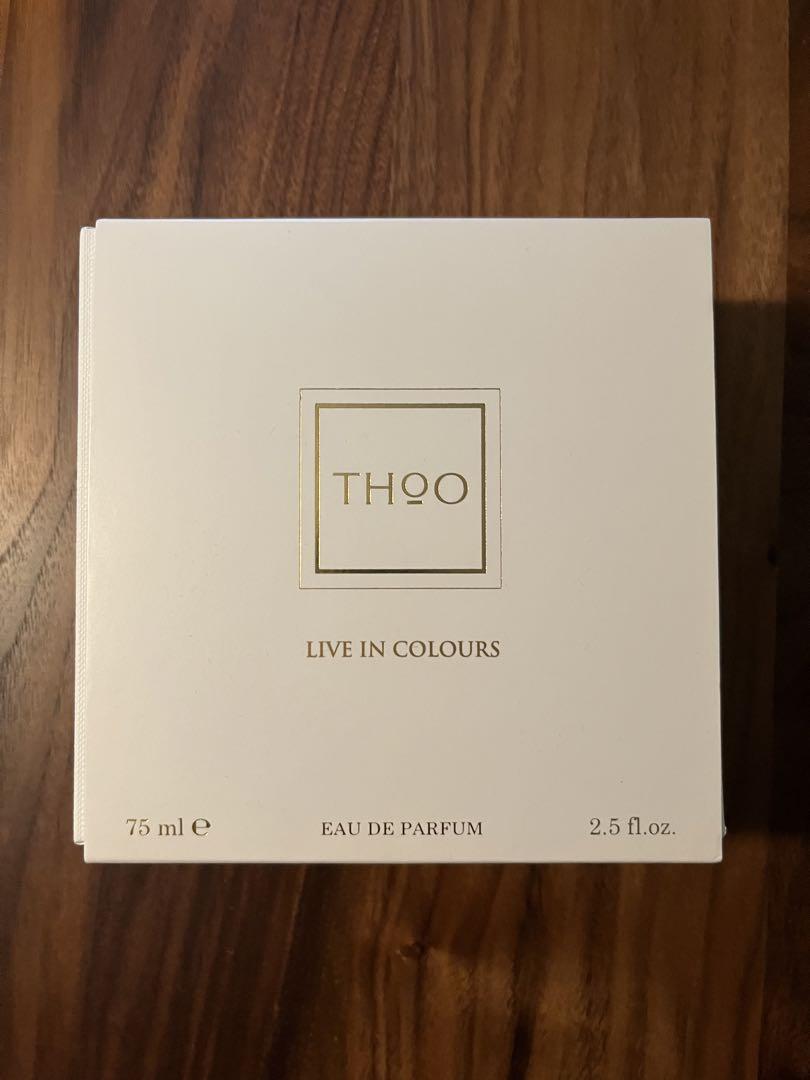 THoO
LIVE IN COLOURS
75 ml ℮
EAU DE PARFUM
2.5 fl.oz.